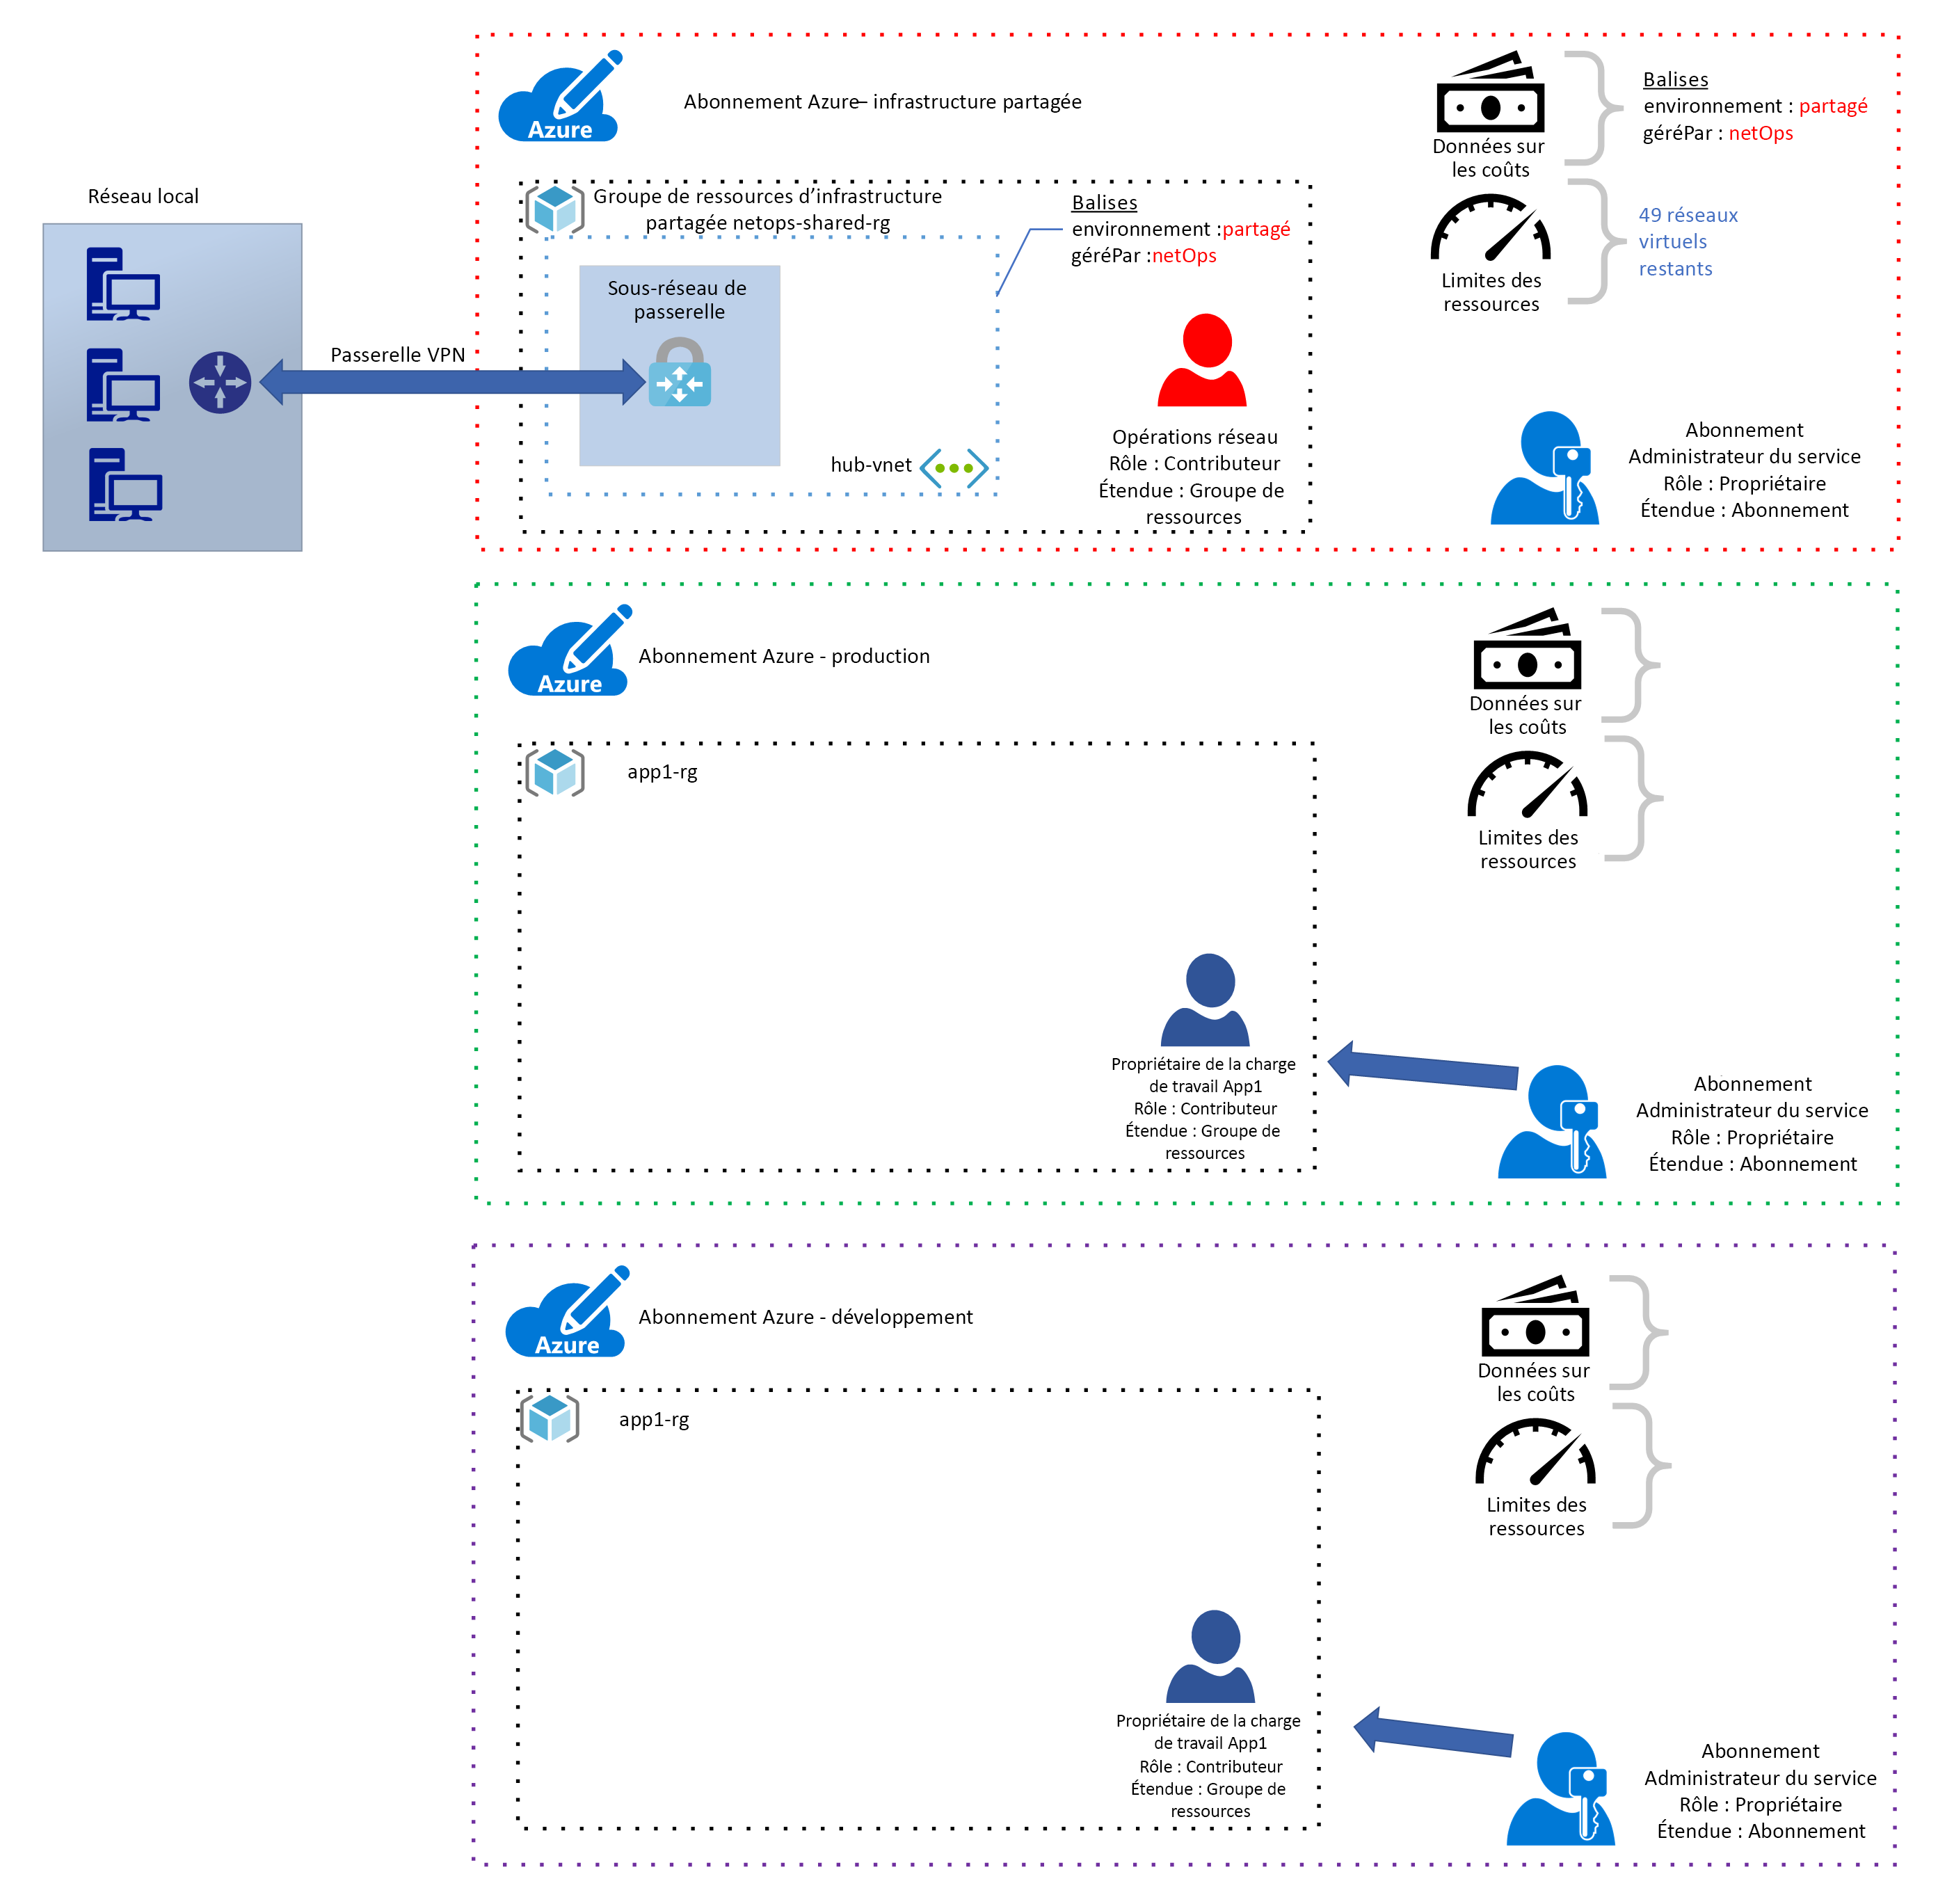 Azure
Abonnement Azure– infrastructure partagée
Données sur
les coûts
Balises
environnement : partagé
géréPar : netOps
Réseau local
Groupe de ressources d’infrastructure
partagée netops-shared-rg
Balises
environnement :partagé
géréPar :netOps
Limites des
ressources
49 réseaux
virtuels
restants
Sous-réseau de
passerelle
Passerelle VPN
hub-vnet
Opérations réseau
Rôle : Contributeur
Étendue : Groupe de
ressources
Abonnement
Administrateur du service
Rôle : Propriétaire
Étendue : Abonnement
Azure
Abonnement Azure - production
Données sur
les coûts
app1-rg
Limites des
ressources
Propriétaire de la charge
de travail App1
Rôle : Contributeur
Étendue : Groupe de
ressources
Abonnement
Administrateur du service
Rôle : Propriétaire
Étendue : Abonnement
Azure
Abonnement Azure - développement
Données sur
les coûts
app1-rg
Limites des
ressources
Propriétaire de la charge
de travail App1
Rôle : Contributeur
Étendue : Groupe de
ressources
Abonnement
Administrateur du service
Rôle : Propriétaire
Étendue : Abonnement